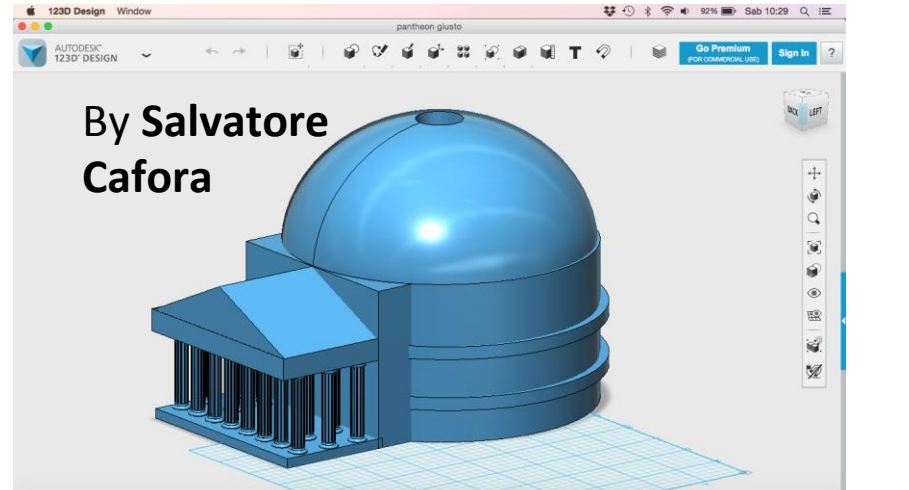 123D Design Window 92% Sab 10:29
pantheon giusto
AUTODESK®
123D® DESIGN
T
Go Premium
(FOR COMMERCIAL USE)
Sign In
?
By Salvatore
Cafora
BACK LEFT